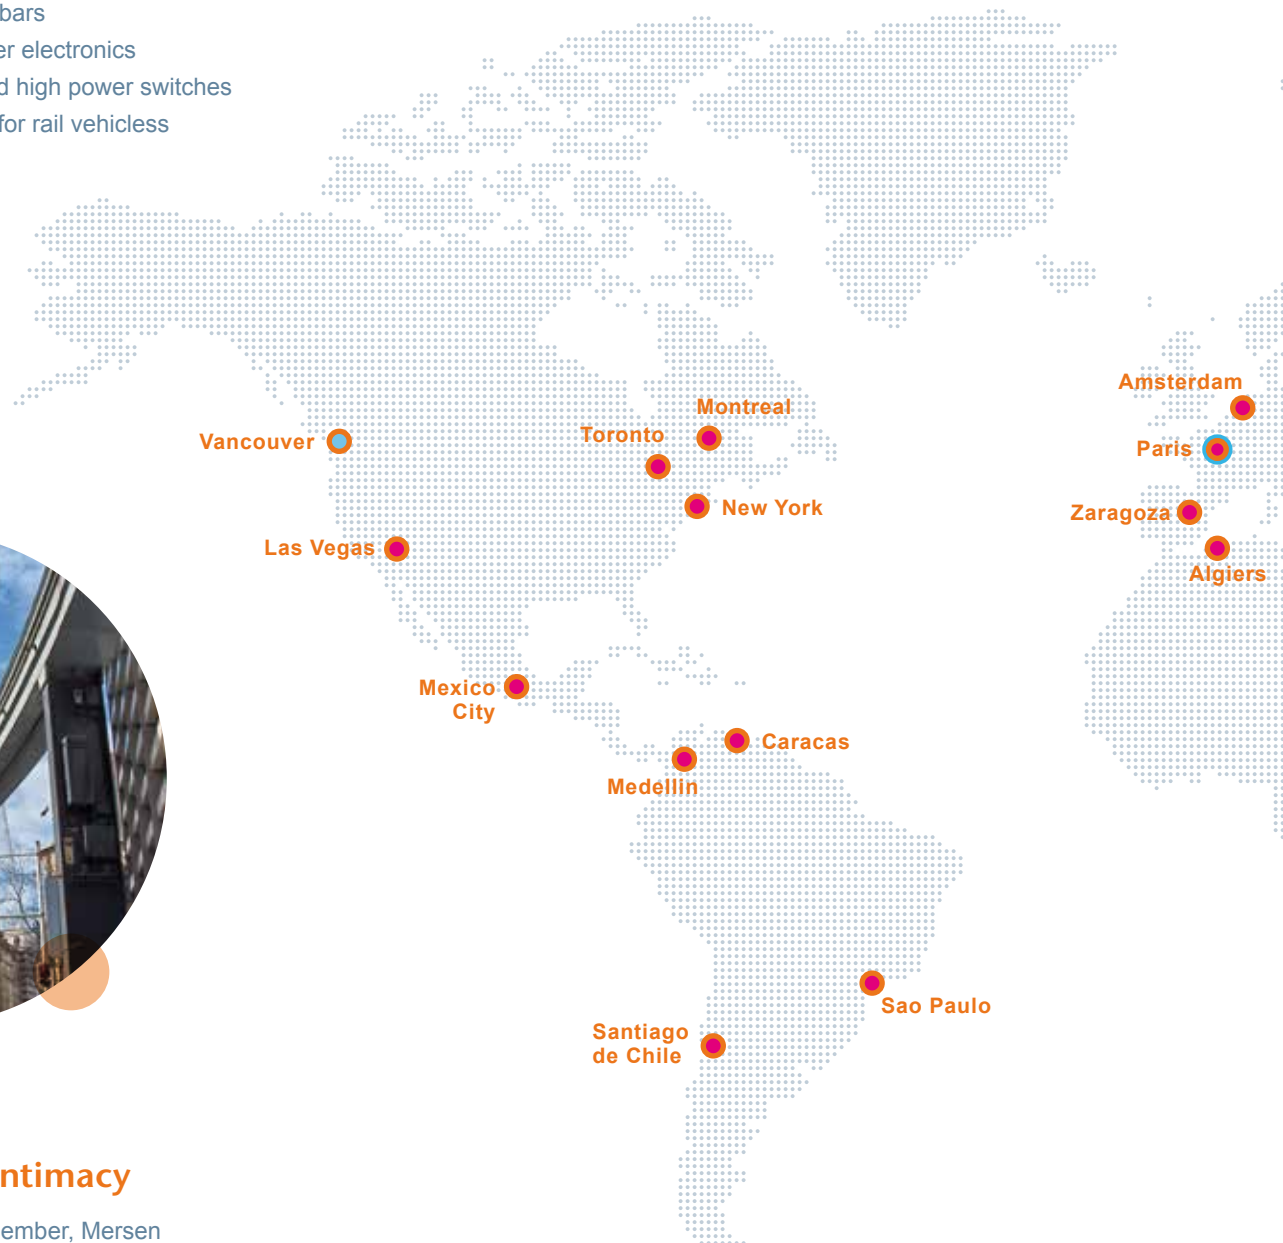 bars
er electronics
d high power switches
for rail vehicless
Amsterdam
Montreal
Toronto
Vancouver
Paris
New York
Zaragoza
Las Vegas
Algiers
Mexico
City
Caracas
Medellin
Sao Paulo
Santiago
de Chile
ntimacy
ember, Mersen